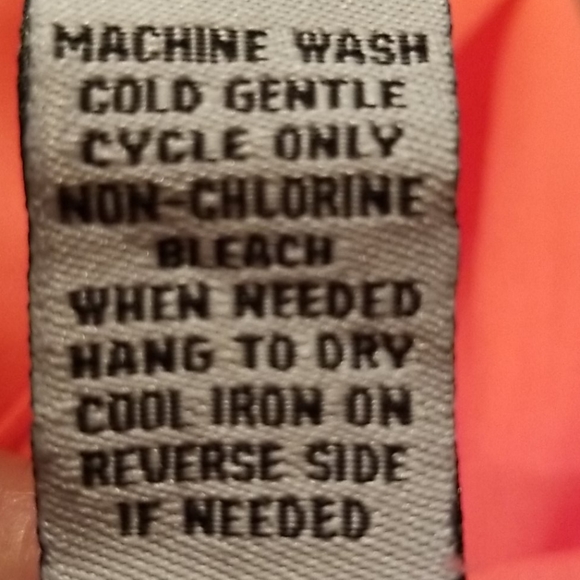 MACHINE WASH
COLD GENTLE
CYCLE ONLY
NON-CHLORINE
BLEACH
WHEN NEEDED
HANG TO DRY
COOL IRON ON
REVERSE SIDE
IF NEEDED